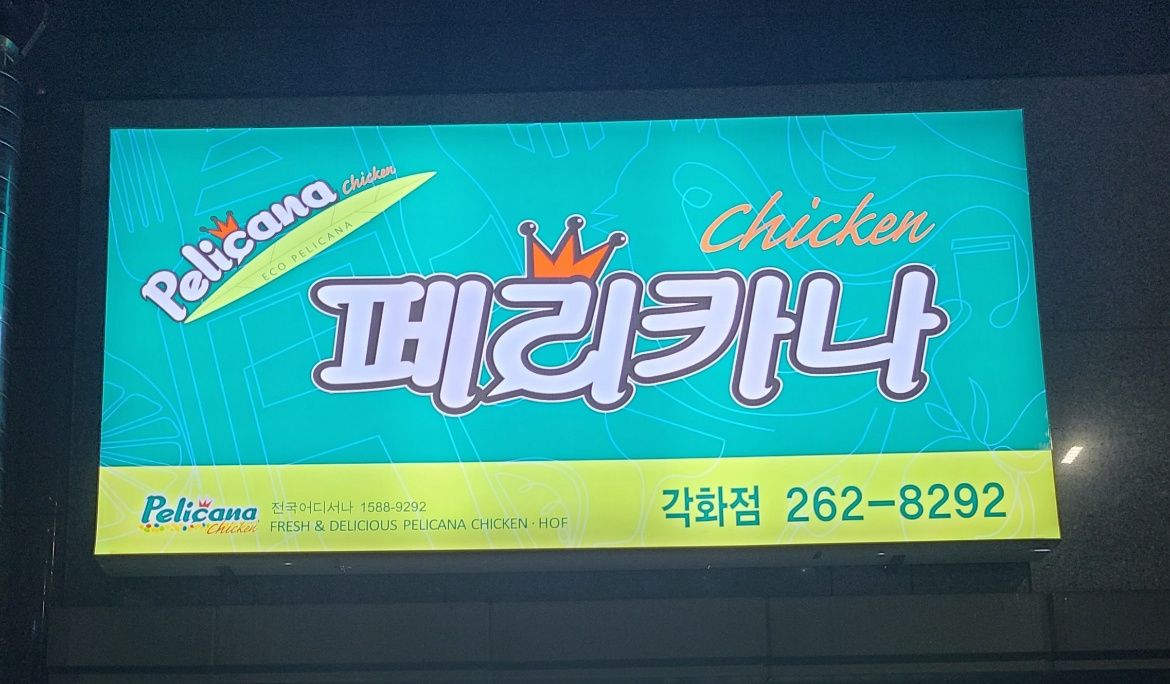 Pelicana Chicken
ECO PELICANA
Chicken
페리카나
Pelicana Chicken
전국어디서나 1588-9292
FRESH & DELICIOUS PELICANA CHICKEN · HOF
각화점 262-8292